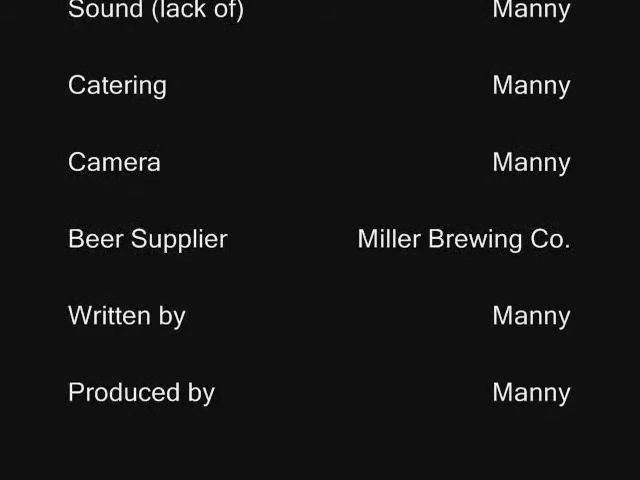 Sound (lack of) Manny
Catering Manny
Camera Manny
Beer Supplier Miller Brewing Co.
Written by Manny
Produced by Manny